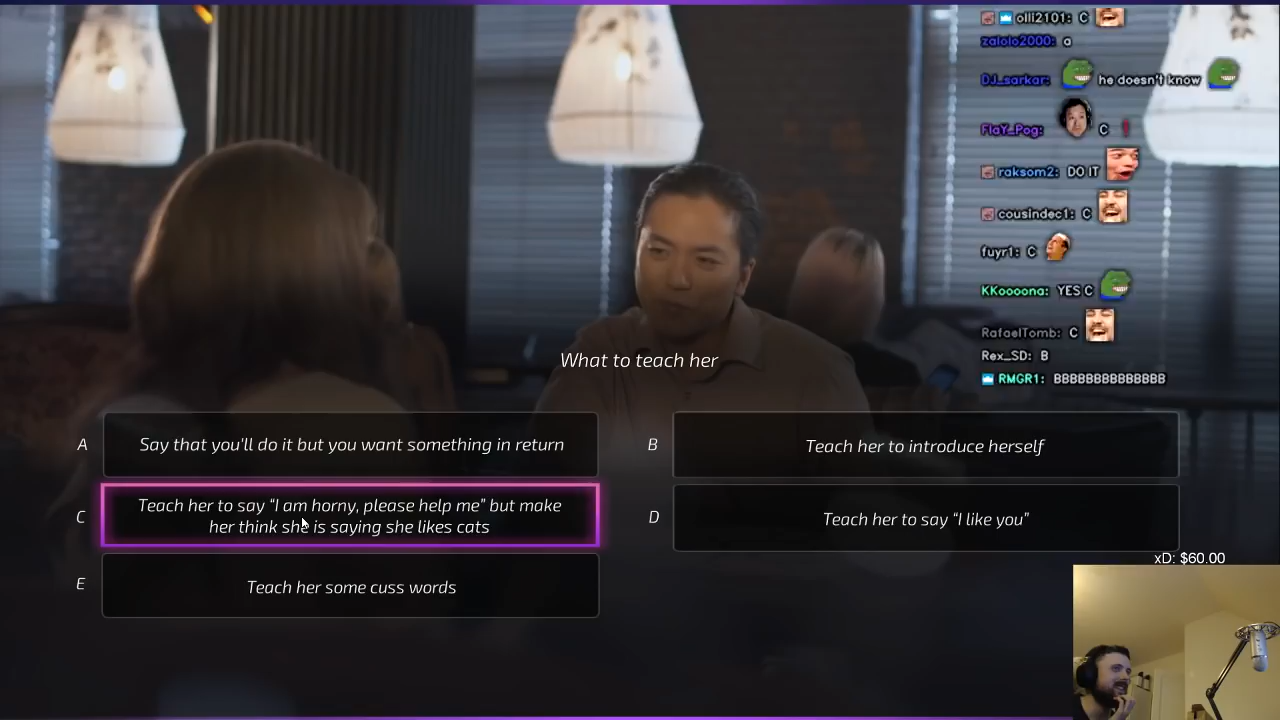 olli2101: C
zalolo2000: a
DJ_sarkar: he doesn't know
FlaY_Pog: C
raksom2: DO IT
cousindec1: C
fuyr1: C
KKoooona: YES C
RafaelTomb: C
Rex_SD: B
RMGR1: BBBBBBBBBBBBBB
What to teach her
A Say that you'll do it but you want something in return
B Teach her to introduce herself
C Teach her to say “I am horny, please help me” but make
her think she is saying she likes cats
D Teach her to say “I like you”
E Teach her some cuss words
xD: $60.00